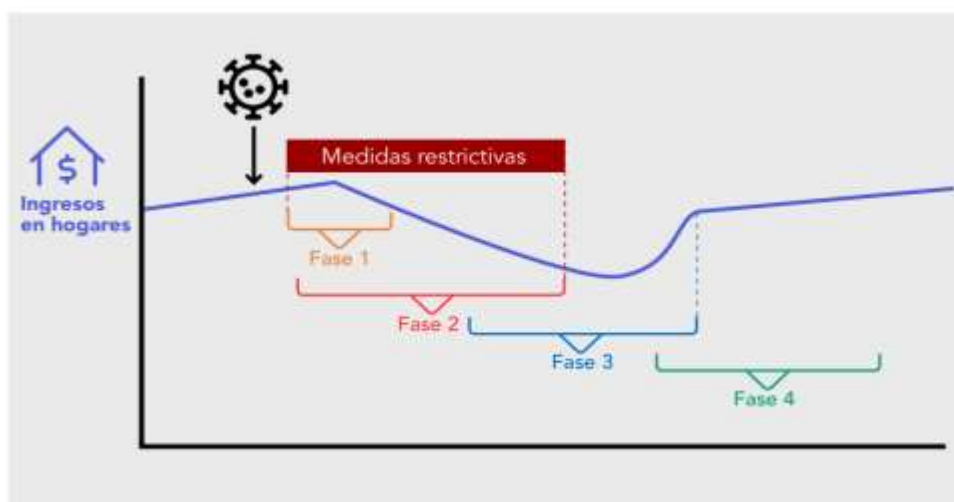 Medidas restrictivas
$
Ingresos
en hogares
Fase 1
Fase 2
Fase 3
Fase 4